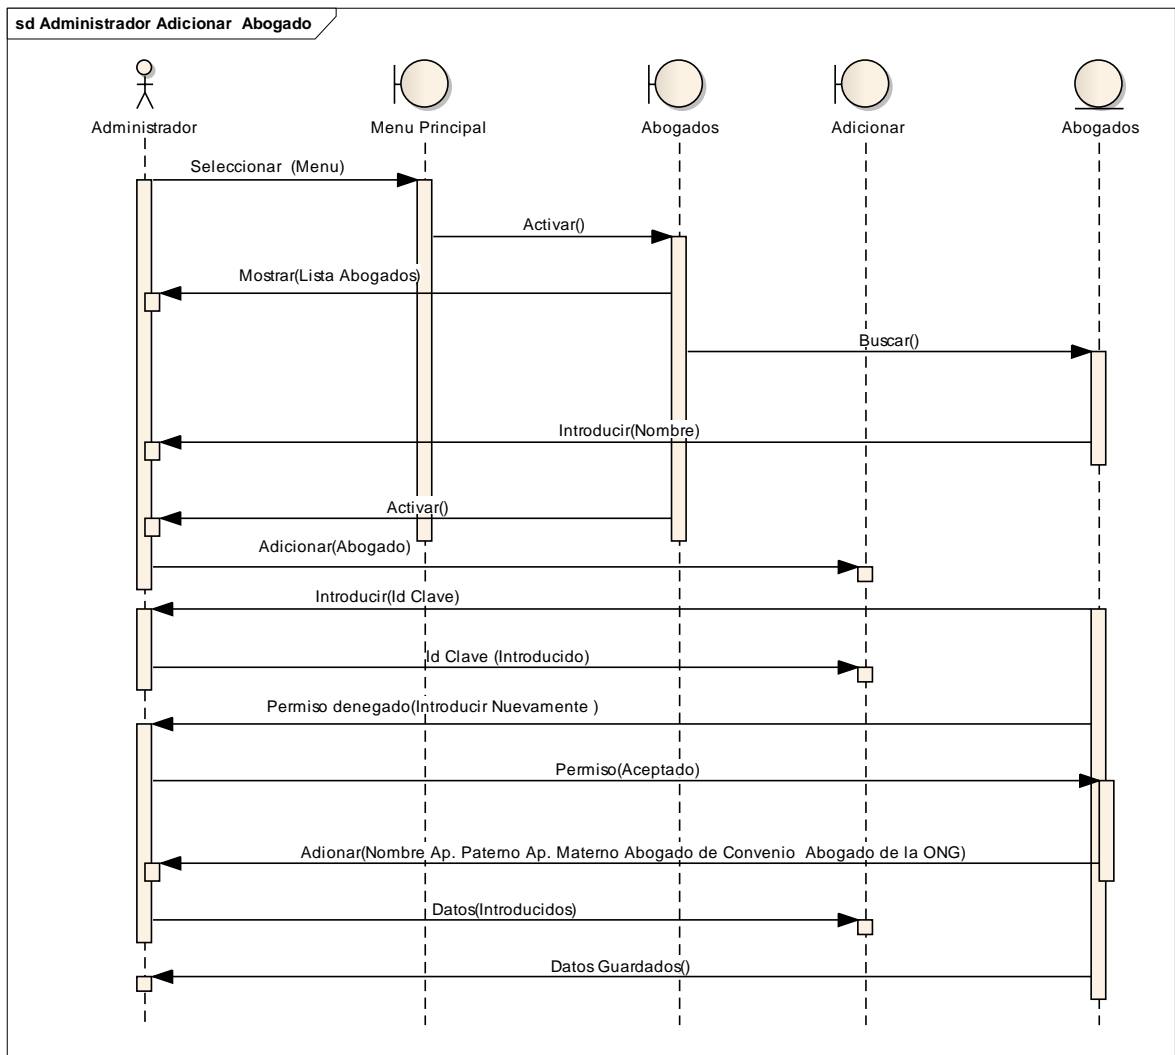 sd Administrador Adicionar Abogado
Administrador
Menu Principal
Abogados
Adicionar
Abogados
Seleccionar (Menu)
Activar()
Mostrar(Lista Abogados)
Buscar()
Introducir(Nombre)
Activar()
Adicionar(Abogado)
Introducir(Id Clave)
Id Clave (Introducido)
Permiso denegado(Introducir Nuevamente )
Permiso(Aceptado)
Adionar(Nombre Ap. Paterno Ap. Materno Abogado de Convenio Abogado de la ONG)
Datos(Introducidos)
Datos Guardados()